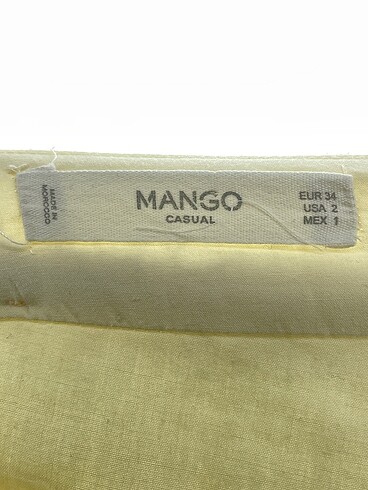 MADE IN
MOROCCO
MANGO
CASUAL
EUR 34
USA 2
MEX 1